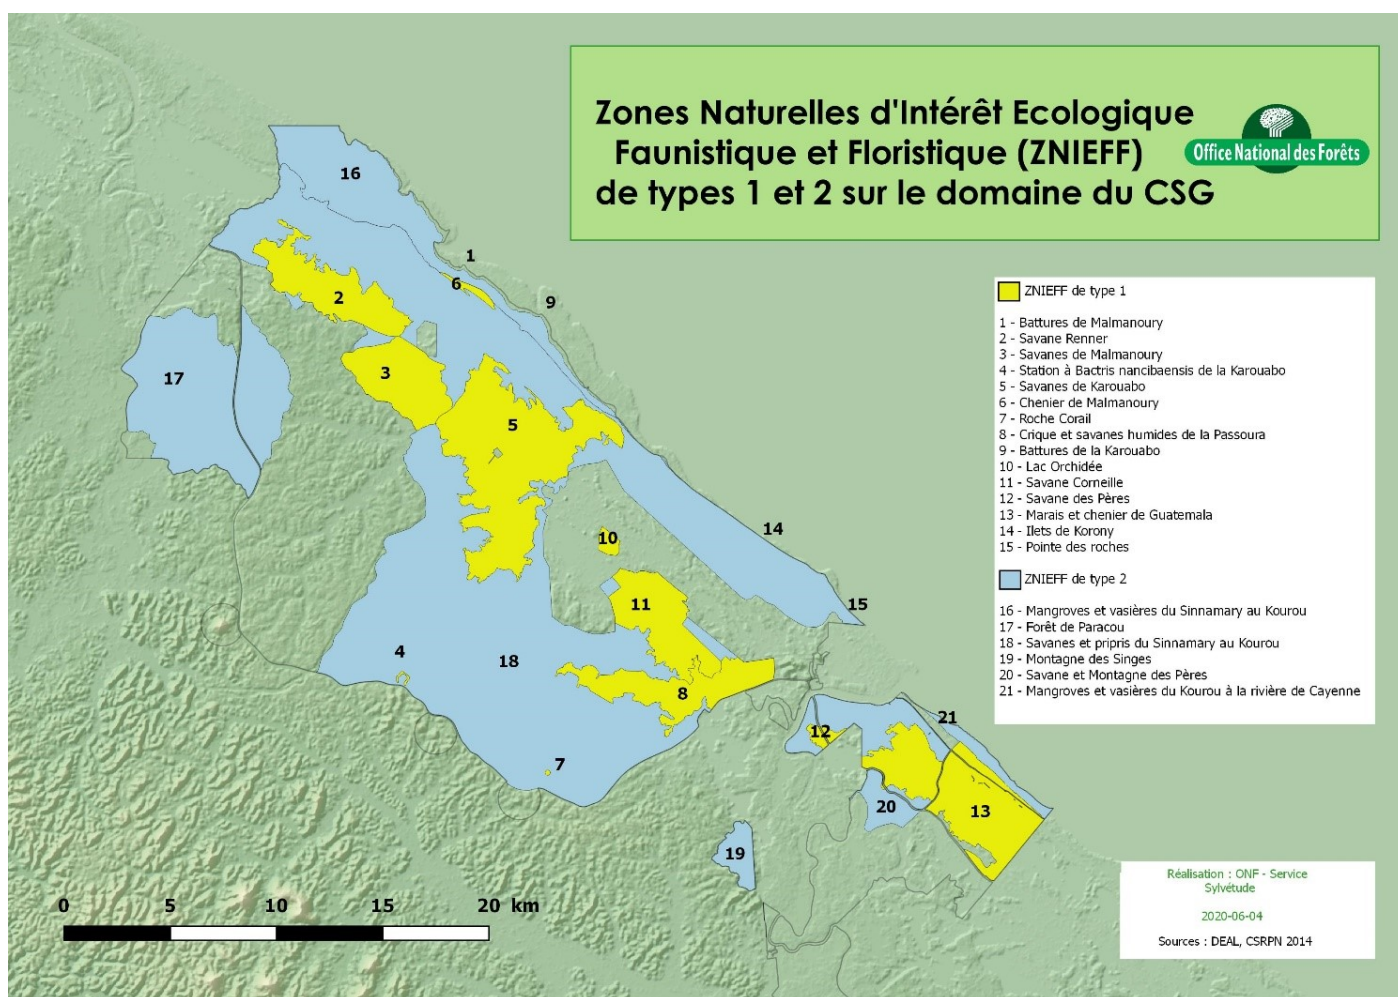 Zones Naturelles d'Intérêt Ecologique
Faunistique et Floristique (ZNIEFF)
de types 1 et 2 sur le domaine du CSG
Office National des Forêts
16
1
6
9
2
17
3
5
14
10
11
15
4
18
8
7
12
21
20
13
19
ZNIEFF de type 1
1 - Battures de Malmanoury
2 - Savane Renner
3 - Savanes de Malmanoury
4 - Station à Bactris nancibaensis de la Karouabo
5 - Savanes de Karouabo
6 - Chenier de Malmanoury
7 - Roche Corail
8 - Crique et savanes humides de la Passoura
9 - Battures de la Karouabo
10 - Lac Orchidée
11 - Savane Corneille
12 - Savane des Pères
13 - Marais et chenier de Guatemala
14 - Ilets de Korony
15 - Pointe des roches
ZNIEFF de type 2
16 - Mangroves et vasières du Sinnamary au Kourou
17 - Forêt de Paracou
18 - Savanes et pripris du Sinnamary au Kourou
19 - Montagne des Singes
20 - Savane et Montagne des Pères
21 - Mangroves et vasières du Kourou à la rivière de Cayenne
0 5 10 15 20 km
Réalisation : ONF - Service
Sylvétude
2020-06-04
Sources : DEAL, CSRPN 2014